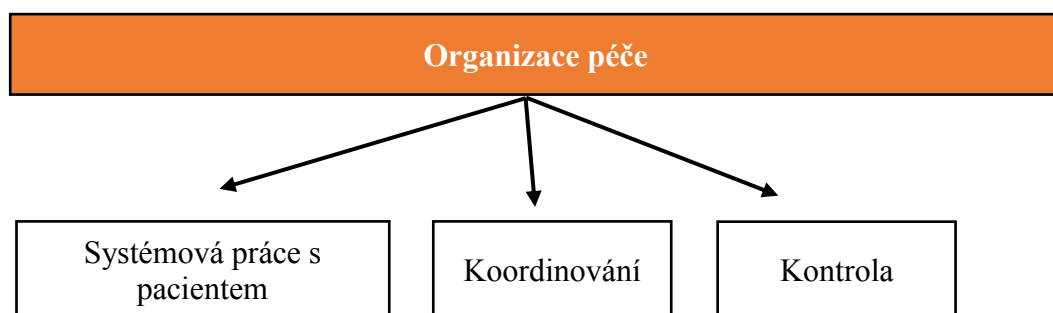 Organizace péče
Systémová práce s
pacientem
Koordinování
Kontrola